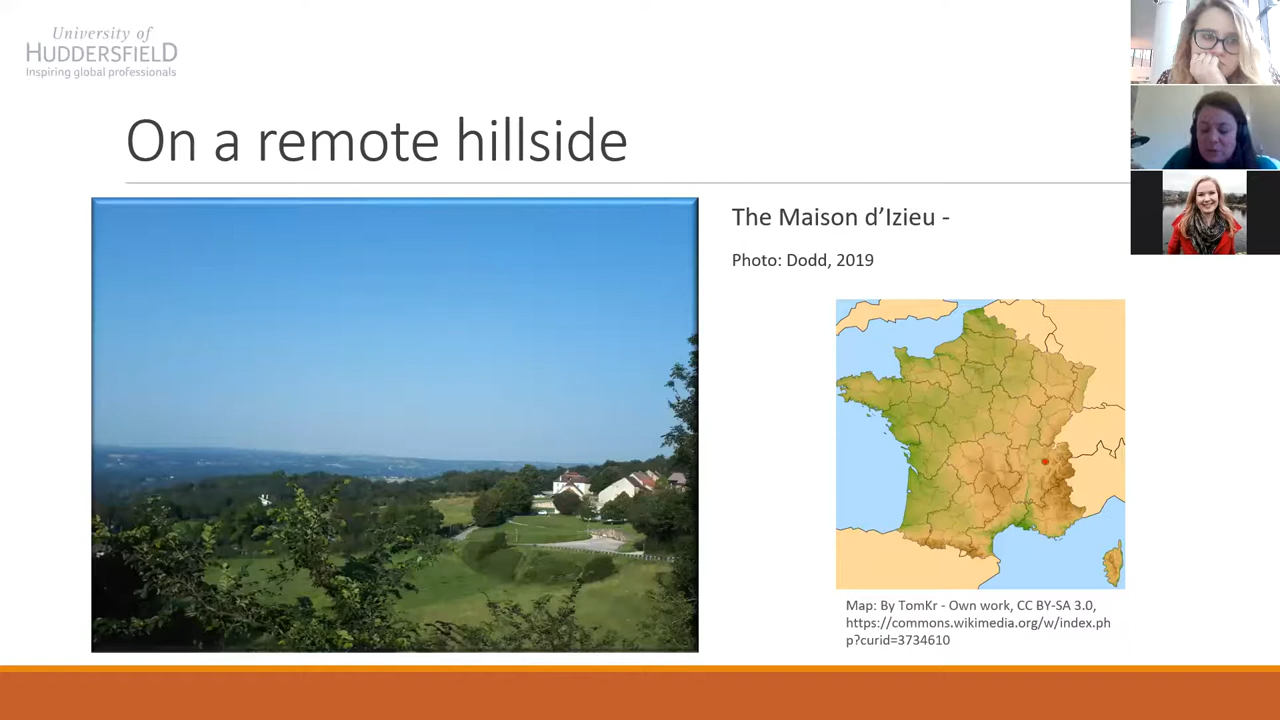 University of
HUDDERSFIELD
Inspiring global professionals
On a remote hillside
The Maison d’Izieu -
Photo: Dodd, 2019
Map: By TomKr - Own work, CC BY-SA 3.0,
https://commons.wikimedia.org/w/index.ph
p?curid=3734610